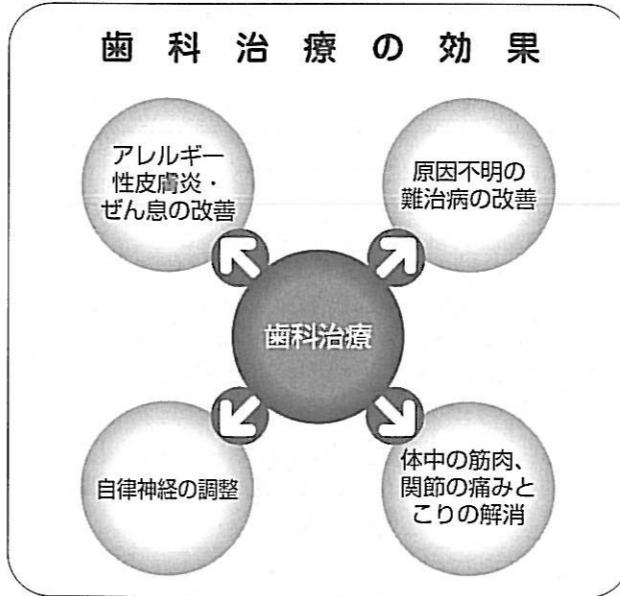 歯科治療の効果
アレルギー
性皮膚炎・
ぜん息の改善
原因不明の
難治病の改善
歯科治療
自律神経の調整
体中の筋肉、
関節の痛みと
こりの解消